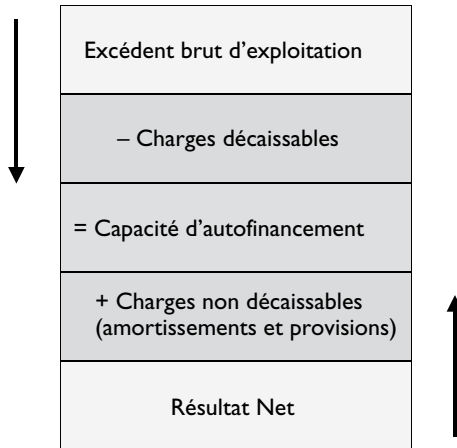 Excédent brut d’exploitation
– Charges décaissables
= Capacité d’autofinancement
+ Charges non décaissables
(amortissements et provisions)
Résultat Net